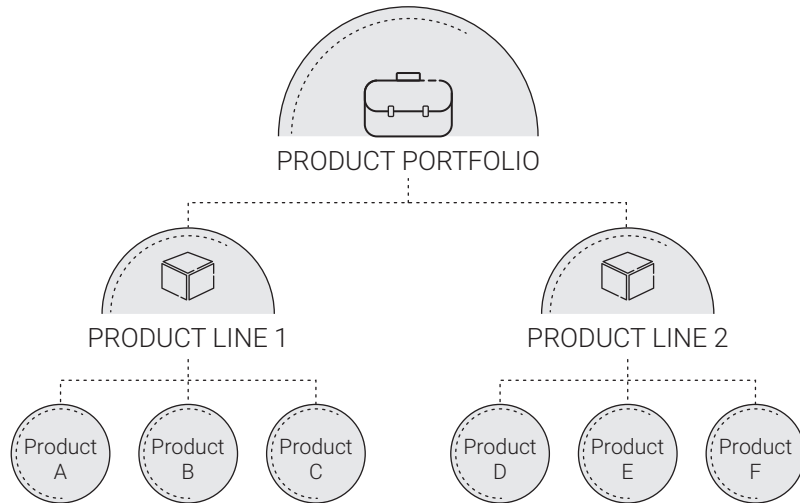 PRODUCT PORTFOLIO
PRODUCT LINE 1
PRODUCT LINE 2
Product
A
Product
B
Product
C
Product
D
Product
E
Product
F